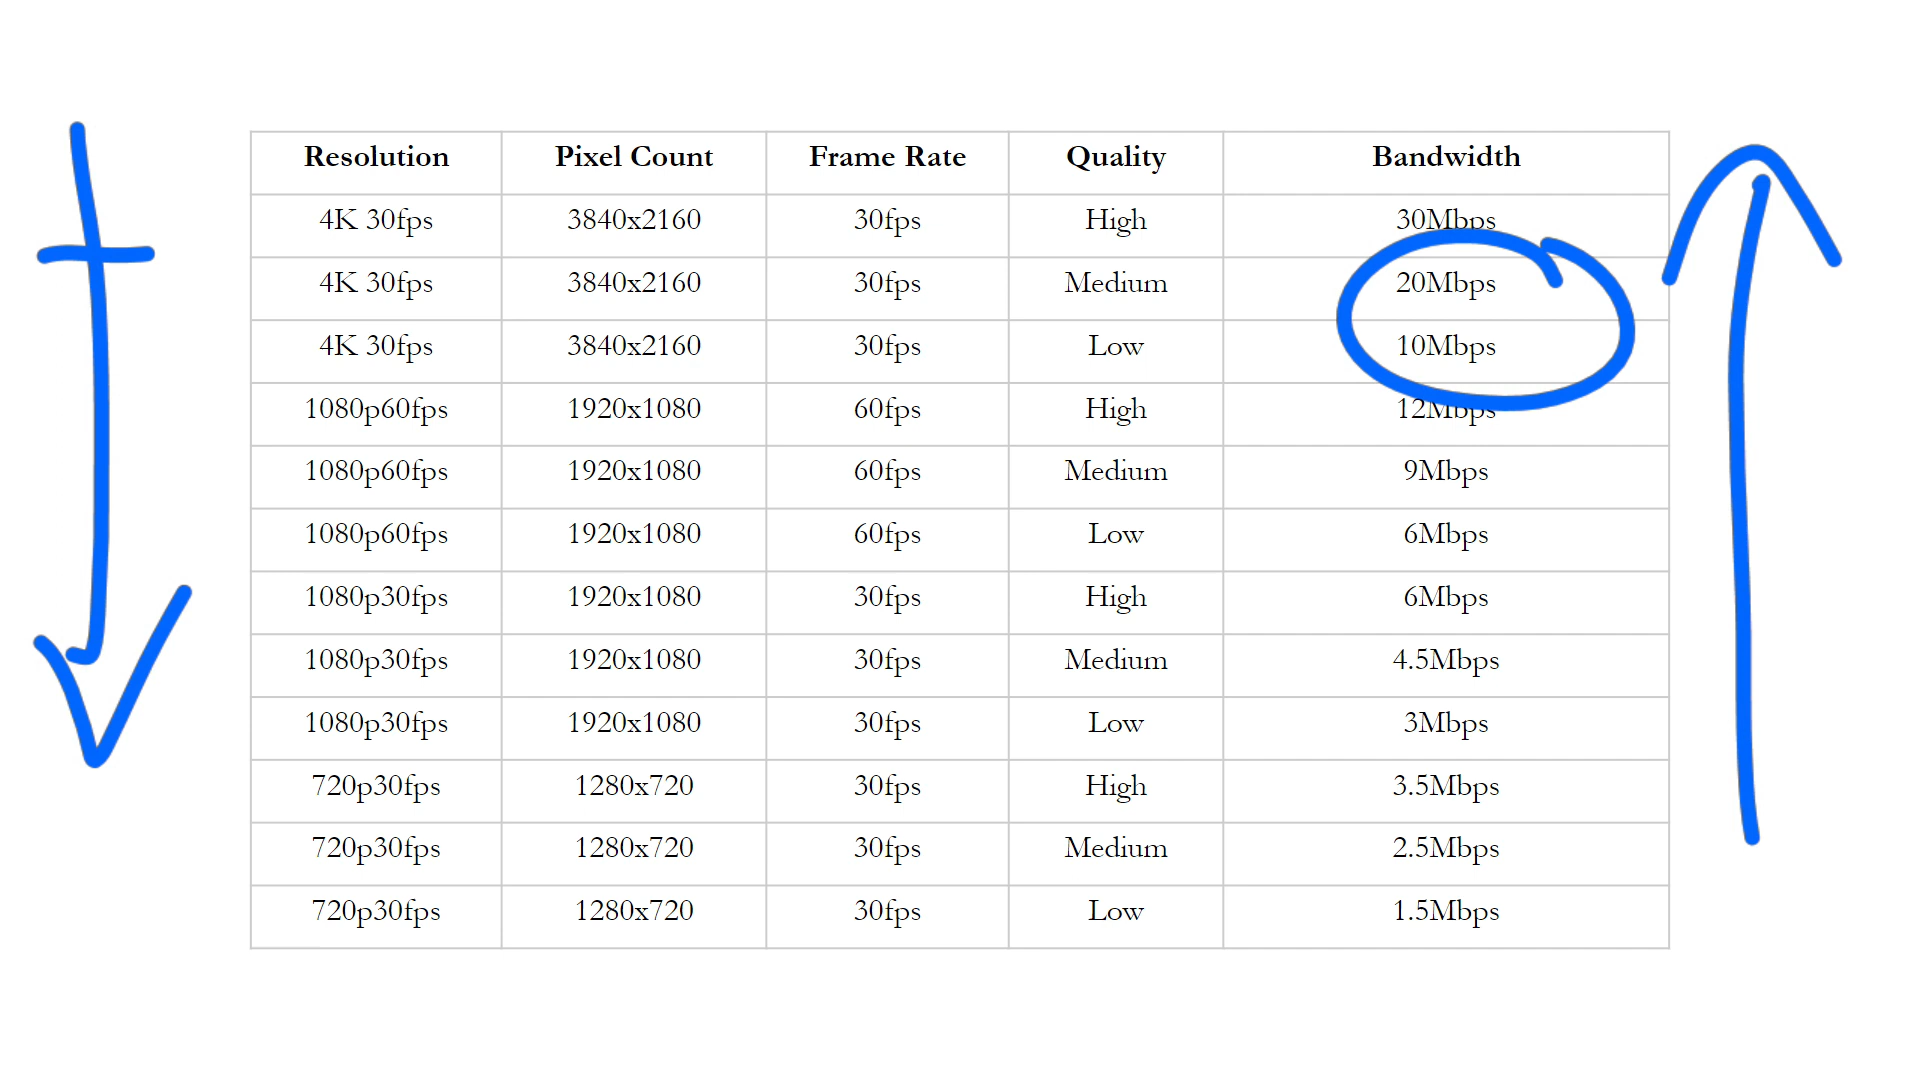 Resolution Pixel Count Frame Rate Quality Bandwidth
4K 30fps 3840x2160 30fps High 30Mbps
4K 30fps 3840x2160 30fps Medium 20Mbps
4K 30fps 3840x2160 30fps Low 10Mbps
1080p60fps 1920x1080 60fps High 12Mbps
1080p60fps 1920x1080 60fps Medium 9Mbps
1080p60fps 1920x1080 60fps Low 6Mbps
1080p30fps 1920x1080 30fps High 6Mbps
1080p30fps 1920x1080 30fps Medium 4.5Mbps
1080p30fps 1920x1080 30fps Low 3Mbps
720p30fps 1280x720 30fps High 3.5Mbps
720p30fps 1280x720 30fps Medium 2.5Mbps
720p30fps 1280x720 30fps Low 1.5Mbps